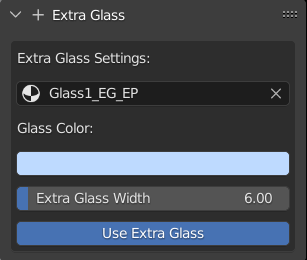 Extra Glass
Extra Glass Settings:
Glass1_EG_EP
Glass Color:
Extra Glass Width 6.00
Use Extra Glass